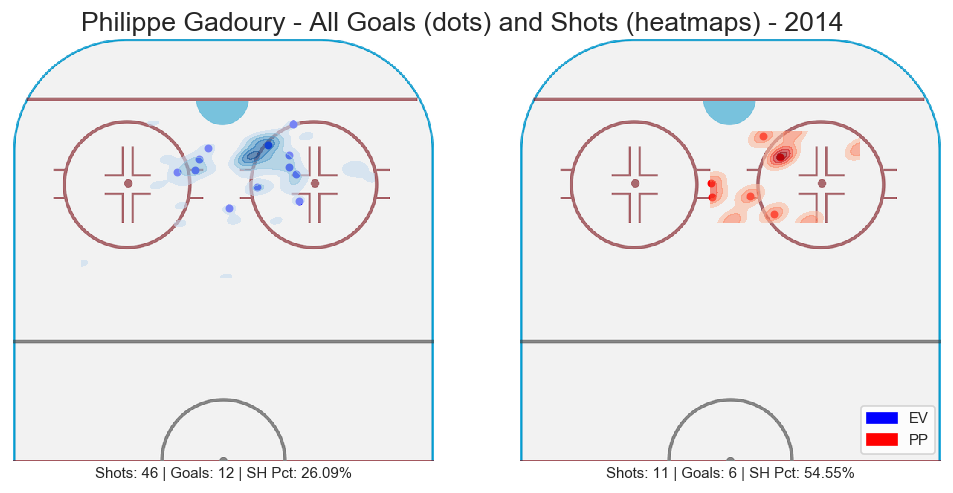 Philippe Gadoury - All Goals (dots) and Shots (heatmaps) - 2014
EV
PP
Shots: 46 | Goals: 12 | SH Pct: 26.09%
Shots: 11 | Goals: 6 | SH Pct: 54.55%